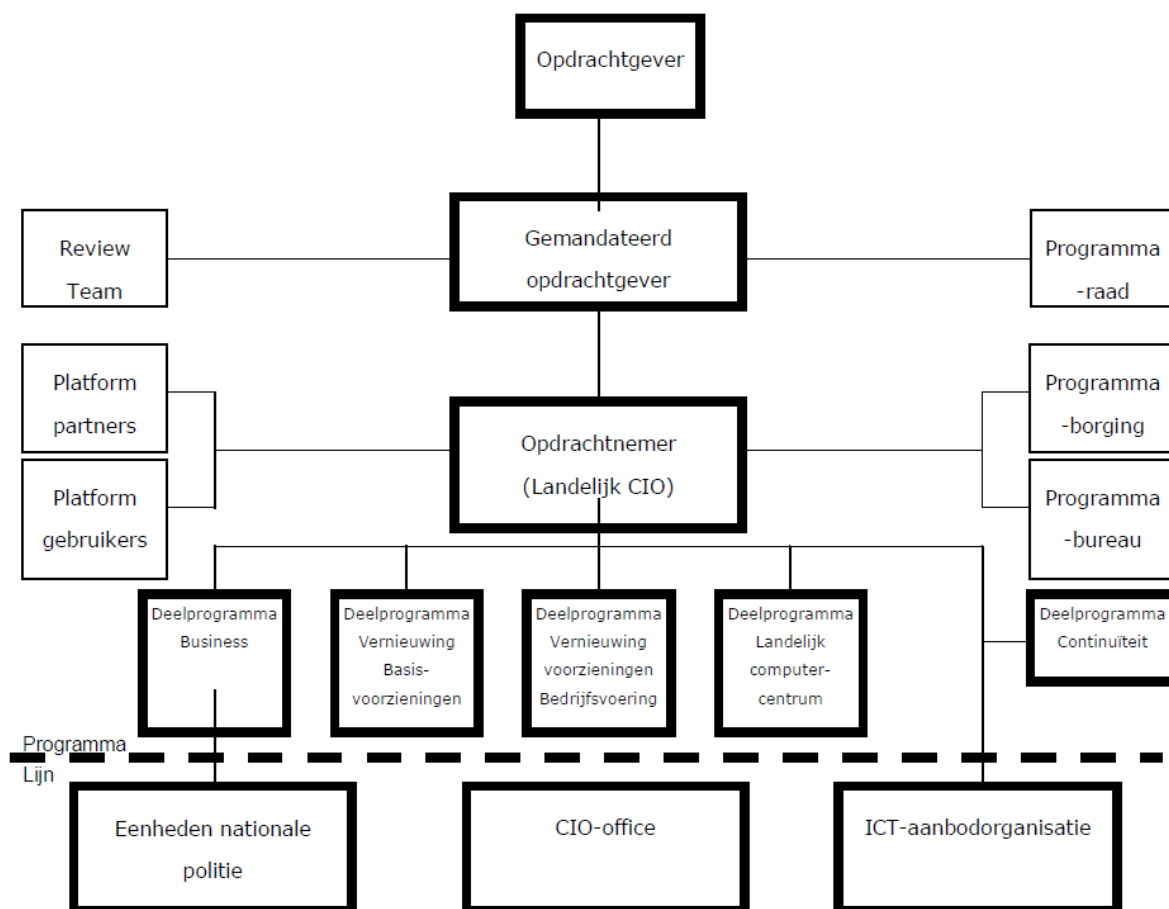 Opdrachtgever
Gemandateerd
opdrachtgever
Review
Team
Programma
-raad
Platform
partners
Platform
gebruikers
Opdrachtnemer
(Landelijk CIO)
Programma
-borging
Programma
-bureau
Deelprogramma
Business
Deelprogramma
Vernieuwing
Basis-
voorzieningen
Deelprogramma
Vernieuwing
voorzieningen
Bedrijfsvoering
Deelprogramma
Landelijk
computer-
centrum
Deelprogramma
Continuïteit
Programma
Lijn
Eenheden nationale
politie
CIO-office
ICT-aanbodorganisatie